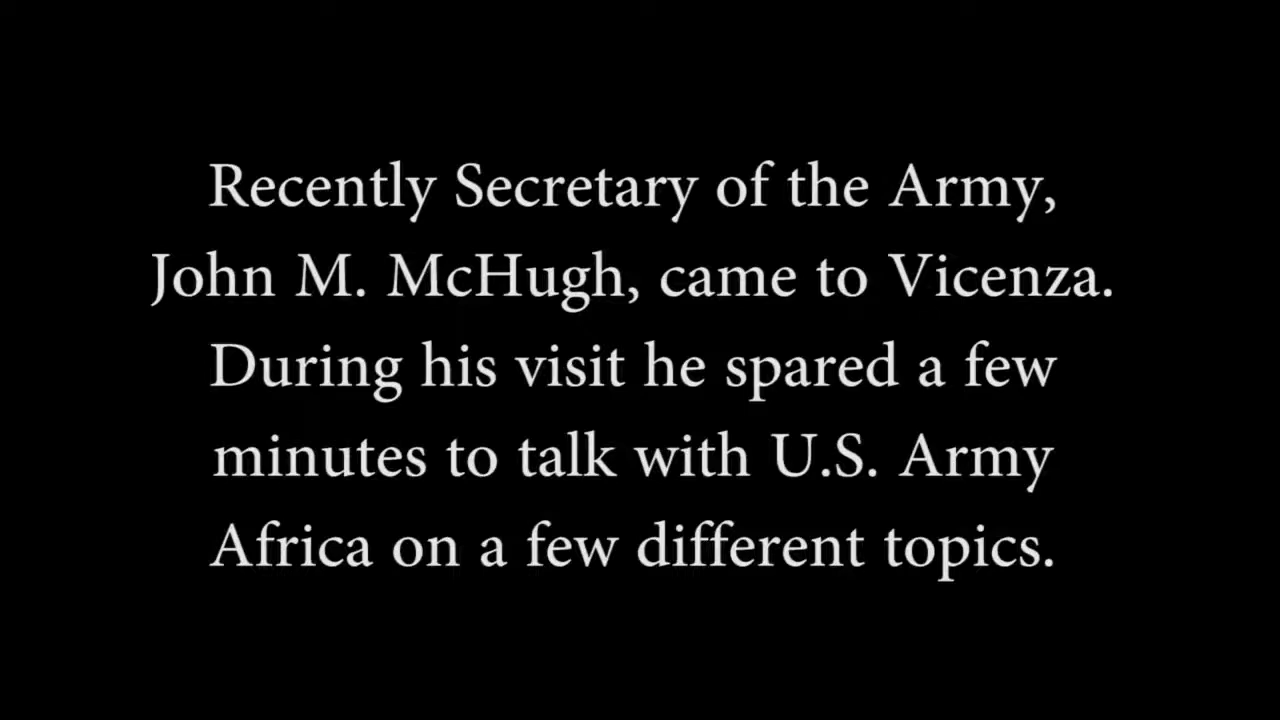 Recently Secretary of the Army,
John M. McHugh, came to Vicenza.
During his visit he spared a few
minutes to talk with U.S. Army
Africa on a few different topics.